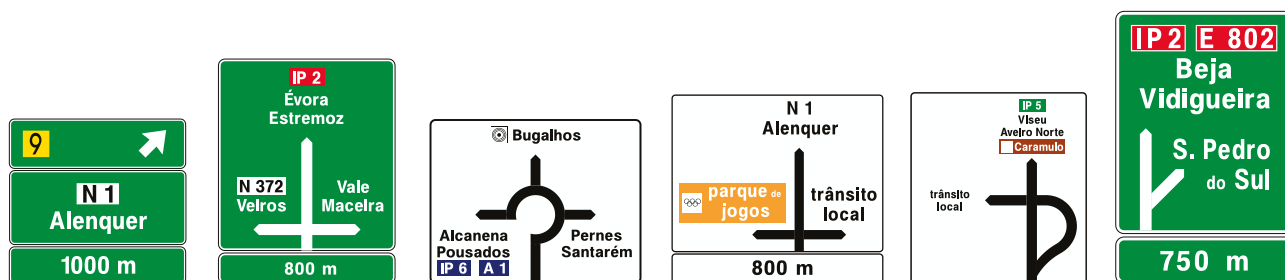 9
N 1
Alenquer
1000 m
IP 2
Évora
Estremoz
N 372
Velros
Vale
Maceira
800 m
Bugalhos
Alcanena
Pousados
IP 6 A 1
Pernes
Santarém
N 1
Alenquer
parque de
jogos
trânsito
local
800 m
IP 5
Viseu
Aveiro Norte
Caramulo
trânsito
local
IP 2 E 802
Beja
Vidigueira
S. Pedro
do Sul
750 m